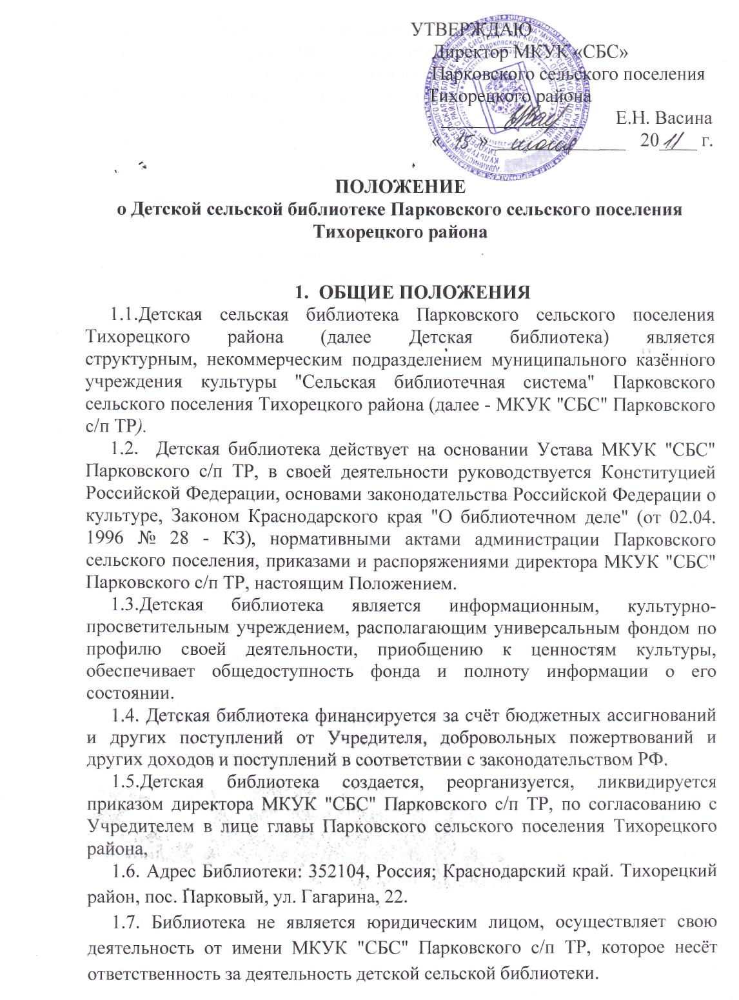 УТВЕРЖДАЮ
Директор МКУК «СБС»
Парковского сельского поселения
Тихорецкого района
Е.Н. Васина
« 15 » июня 2011 г.
ПОЛОЖЕНИЕ
о Детской сельской библиотеке Парковского сельского поселения
Тихорецкого района
1. ОБЩИЕ ПОЛОЖЕНИЯ
1.1.Детская сельская библиотека Парковского сельского поселения
Тихорецкого района (далее Детская библиотека) является
структурным, некоммерческим подразделением муниципального казённого
учреждения культуры "Сельская библиотечная система" Парковского
сельского поселения Тихорецкого района (далее - МКУК "СБС" Парковского
с/п ТР).
1.2. Детская библиотека действует на основании Устава МКУК "СБС"
Парковского с/п ТР, в своей деятельности руководствуется Конституцией
Российской Федерации, основами законодательства Российской Федерации о
культуре, Законом Краснодарского края "О библиотечном деле" (от 02.04.
1996 № 28 - КЗ), нормативными актами администрации Парковского
сельского поселения, приказами и распоряжениями директора МКУК "СБС"
Парковского с/п ТР, настоящим Положением.
1.3.Детская библиотека является информационным, культурно-
просветительным учреждением, располагающим универсальным фондом по
профилю своей деятельности, приобщению к ценностям культуры,
обеспечивает общедоступность фонда и полноту информации о его
состоянии.
1.4. Детская библиотека финансируется за счёт бюджетных ассигнований
и других поступлений от Учредителя, добровольных пожертвований и
других доходов и поступлений в соответствии с законодательством РФ.
1.5.Детская библиотека создается, реорганизуется, ликвидируется
приказом директора МКУК "СБС" Парковского с/п ТР, по согласованию с
Учредителем в лице главы Парковского сельского поселения Тихорецкого
района,
1.6. Адрес Библиотеки: 352104, Россия; Краснодарский край. Тихорецкий
район, пос. Парковый, ул. Гагарина, 22.
1.7. Библиотека не является юридическим лицом, осуществляет свою
деятельность от имени МКУК "СБС" Парковского с/п ТР, которое несёт
ответственность за деятельность детской сельской библиотеки.